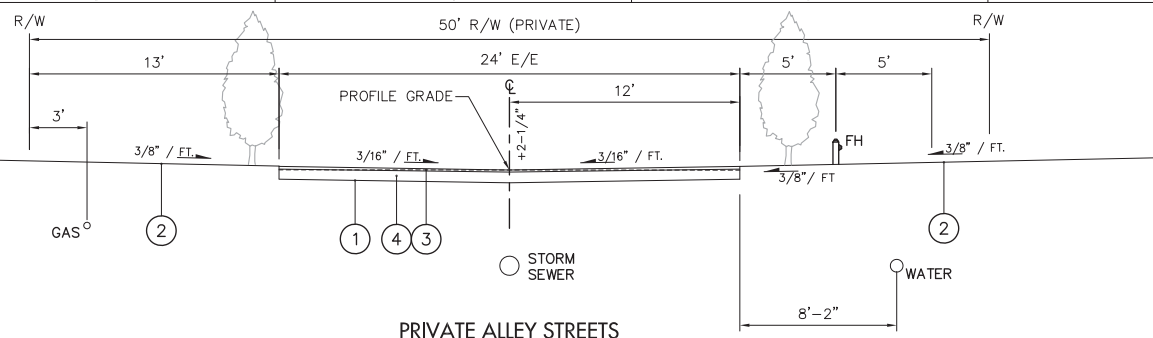 R/W
50' R/W (PRIVATE)
R/W
13'
24' E/E
5'
5'
℄
PROFILE GRADE
12'
3'
+2-1/4"
FH
3/8" / FT.
3/16" / FT.
3/16" / FT.
3/8" / FT.
3/8"/ FT
GAS
2
1
4
3
2
STORM
SEWER
WATER
8'-2"
PRIVATE ALLEY STREETS